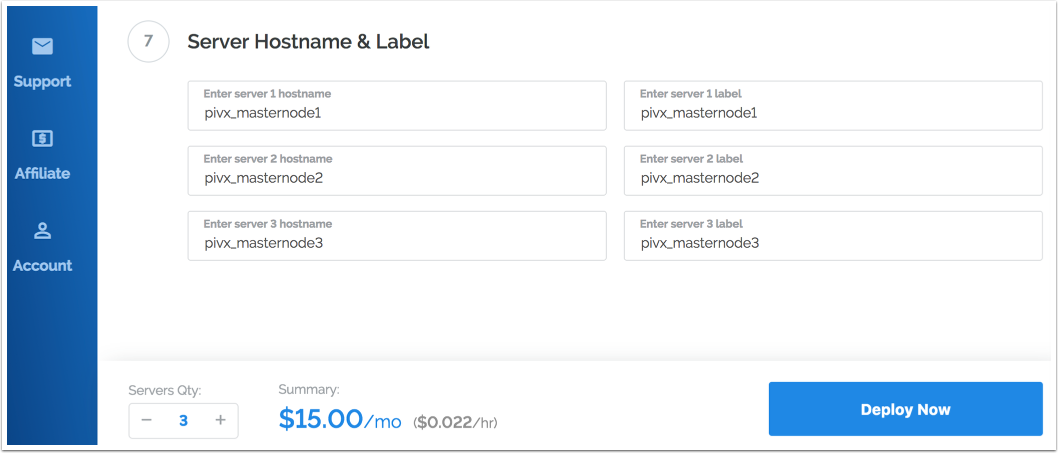 Support
Affiliate
Account
7 Server Hostname & Label
Enter server 1 hostname
pivx_masternode1
Enter server 1 label
pivx_masternode1
Enter server 2 hostname
pivx_masternode2
Enter server 2 label
pivx_masternode2
Enter server 3 hostname
pivx_masternode3
Enter server 3 label
pivx_masternode3
Servers Qty:
− 3 +
Summary:
$15.00/mo ($0.022/hr)
Deploy Now